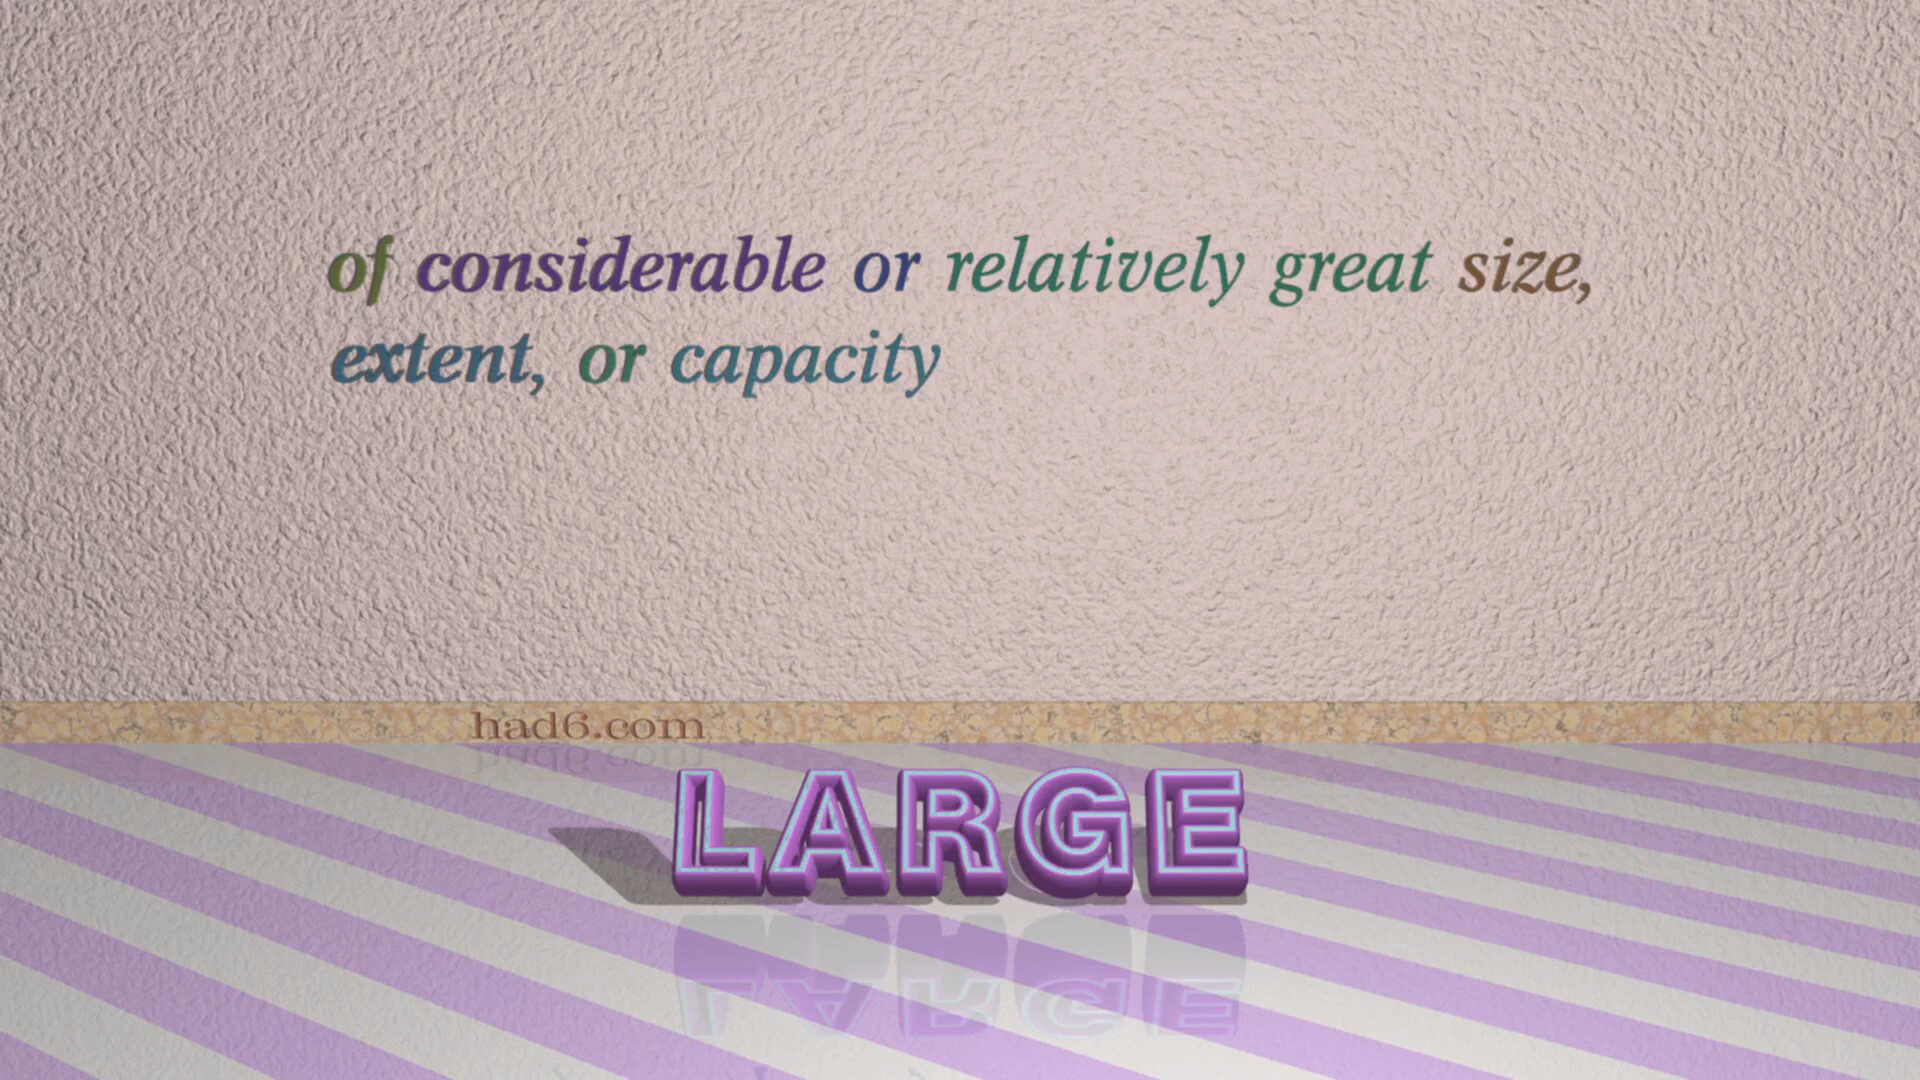 of considerable or relatively great size,
extent, or capacity
had6.com
LARGE